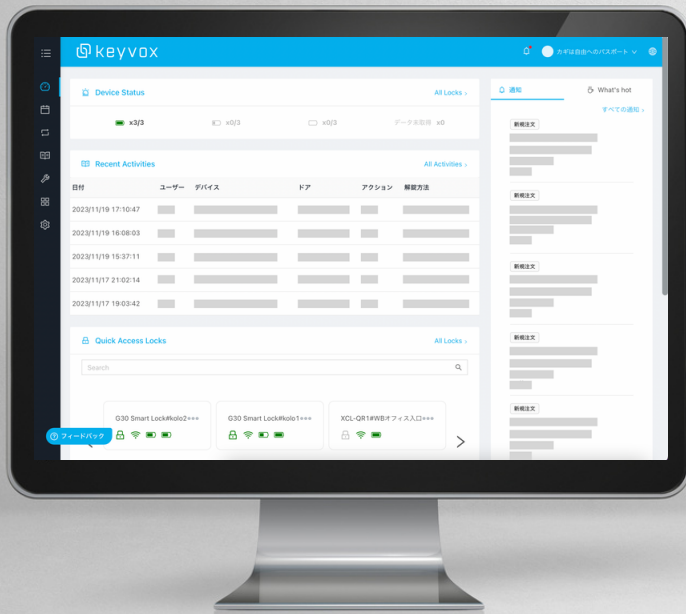 keyvox
カギは自由へのパスポート
Device Status
All Locks ›
x3/3
x0/3
x0/3
データ未取得 x0
Recent Activities
All Activities ›
日付 ユーザー デバイス ドア アクション 解錠方法
2023/11/19 17:10:47
2023/11/19 16:08:03
2023/11/19 15:37:11
2023/11/17 21:02:14
2023/11/17 19:03:42
Quick Access Locks
All Locks ›
Search
G30 Smart Lock#kolo2***
G30 Smart Lock#kolo1***
XCL-QR1#WBオフィス入口***
フィードバック
通知
What's hot
すべての通知 ›
新規注文
新規注文
新規注文
新規注文
新規注文